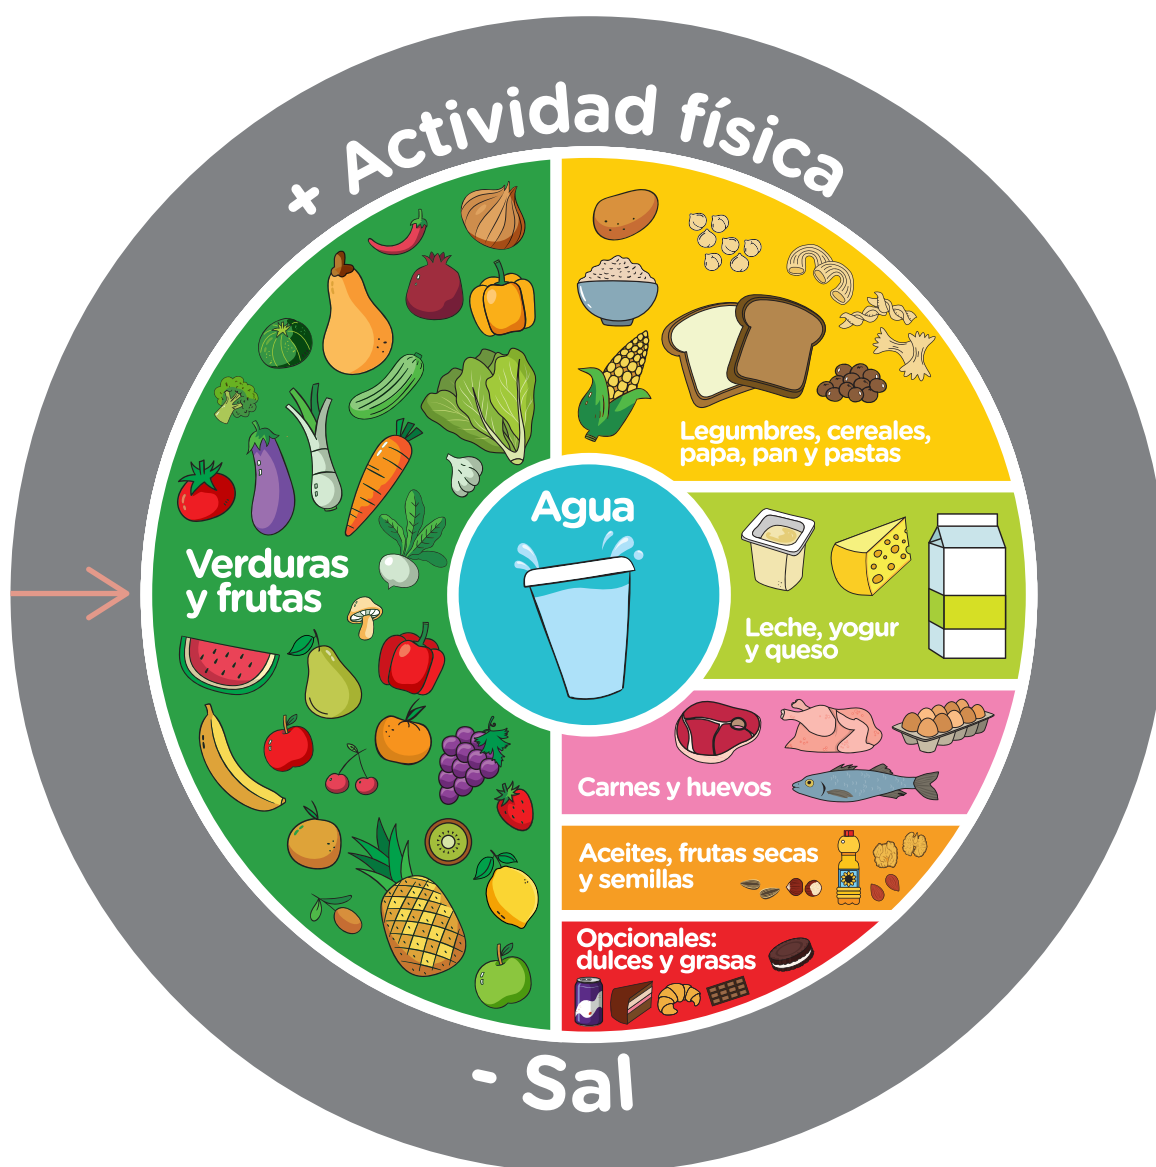 + Actividad física
Legumbres, cereales,
papa, pan y pastas
Agua
Verduras
y frutas
Leche, yogur
y queso
Carnes y huevos
Aceites, frutas secas
y semillas
Opcionales:
dulces y grasas
- Sal